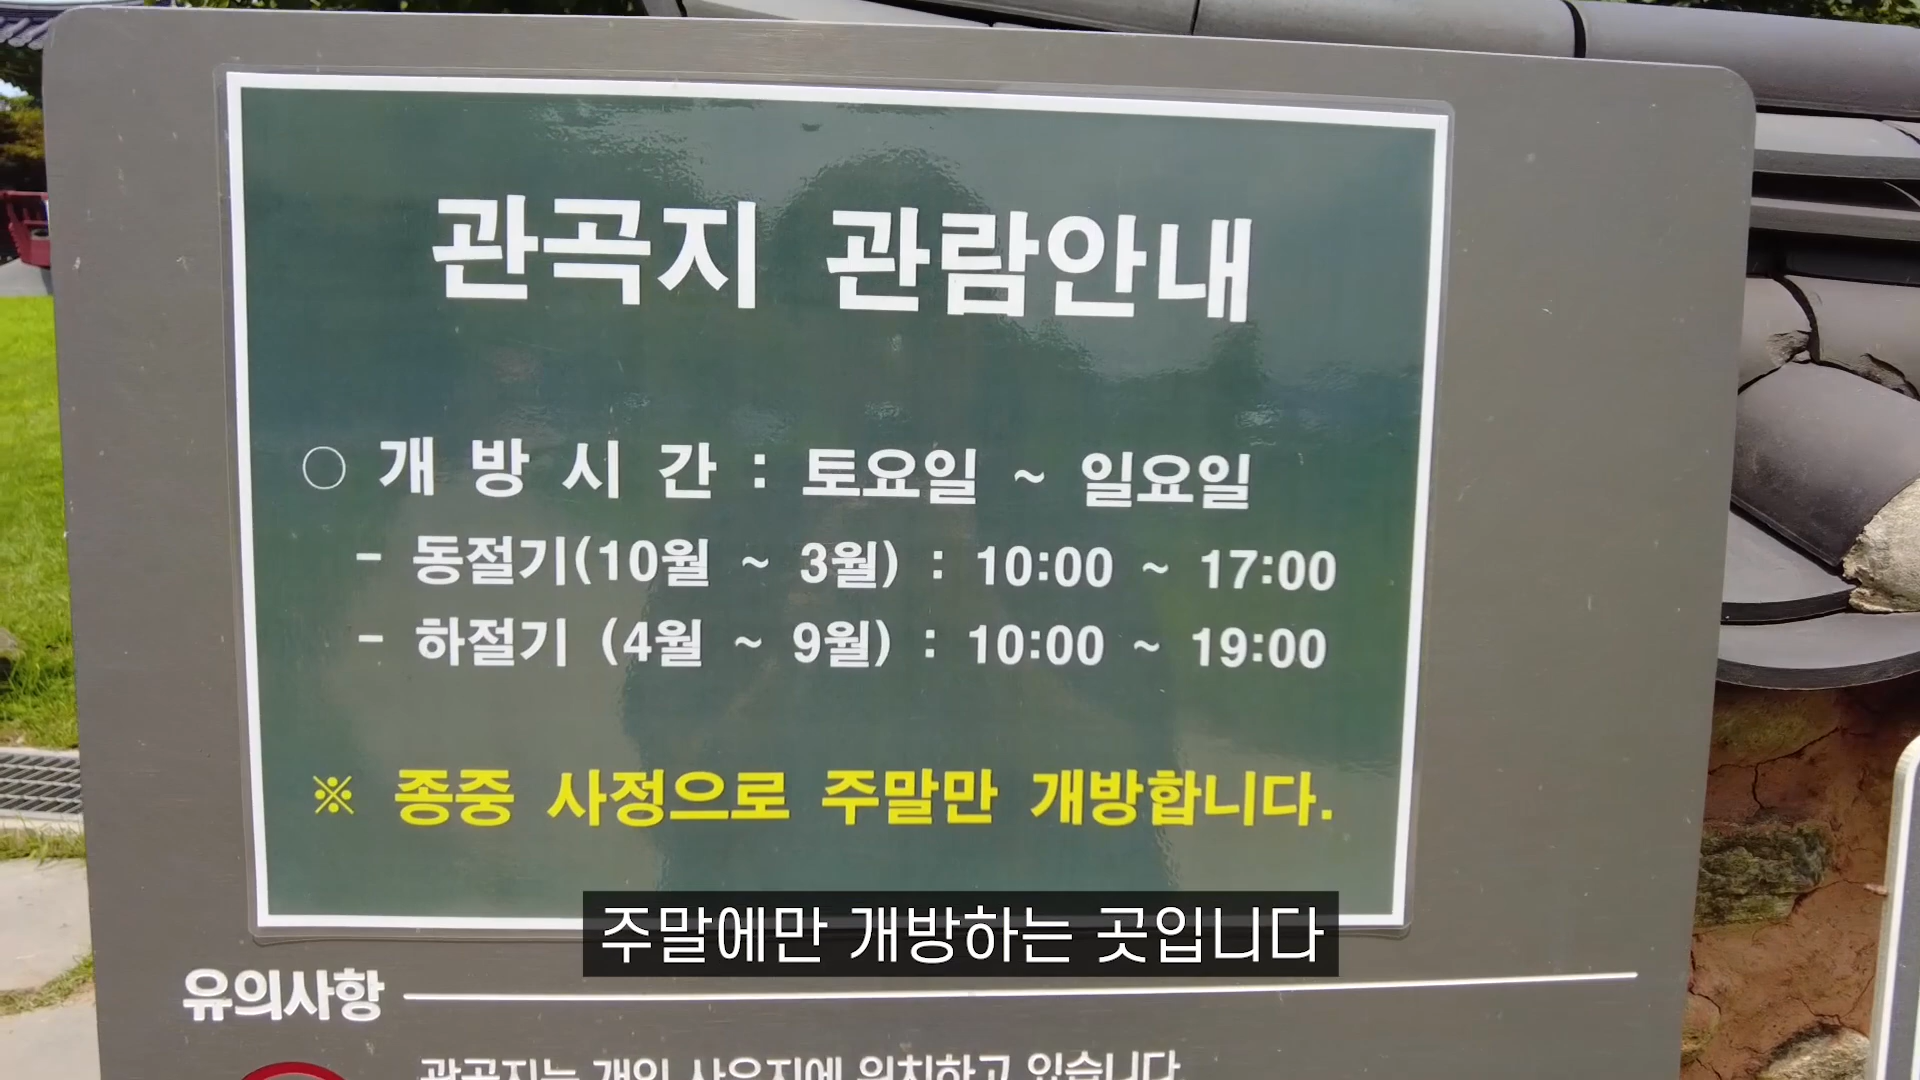 관곡지 관람안내
○ 개 방 시 간 : 토요일 ~ 일요일
- 동절기(10월 ~ 3월) : 10:00 ~ 17:00
- 하절기 (4월 ~ 9월) : 10:00 ~ 19:00
※ 종중 사정으로 주말만 개방합니다.
주말에만 개방하는 곳입니다
유의사항
관곡지는 개인 사유지에 위치하고 있습니다